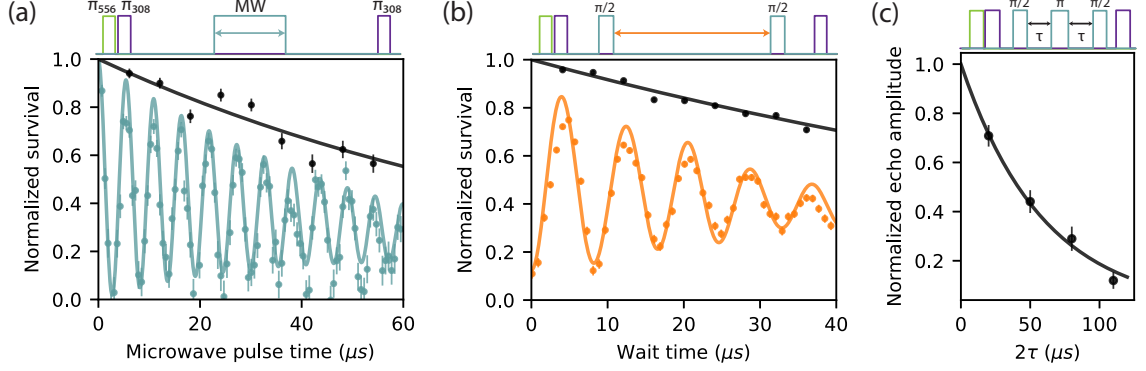 (a)
π556 π308 MW π308
Normalized survival
1.0
0.8
0.6
0.4
0.2
0.0
0 20 40 60
Microwave pulse time (μs)
(b)
π/2 π/2
Normalized survival
1.0
0.8
0.6
0.4
0.2
0.0
0 10 20 30 40
Wait time (μs)
(c)
π/2 π π/2
τ τ
Normalized echo amplitude
1.0
0.8
0.6
0.4
0.2
0 50 100
2τ (μs)